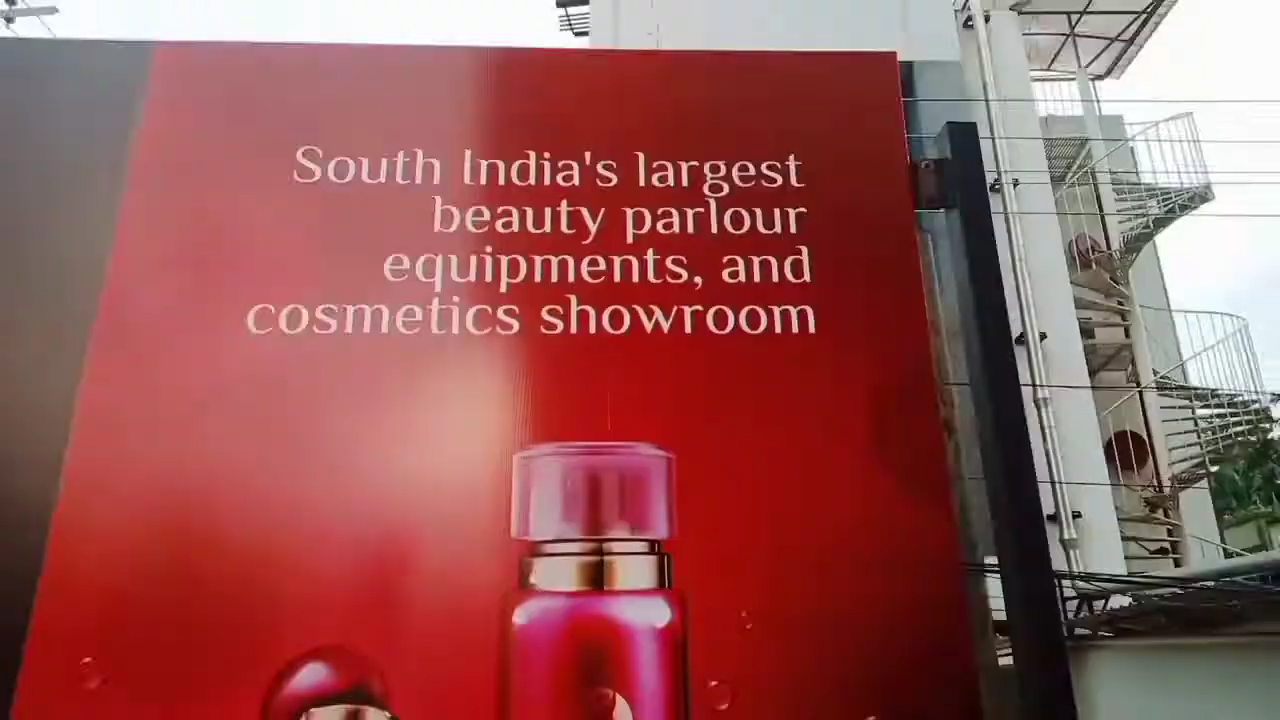 South India's largest
beauty parlour
equipments, and
cosmetics showroom